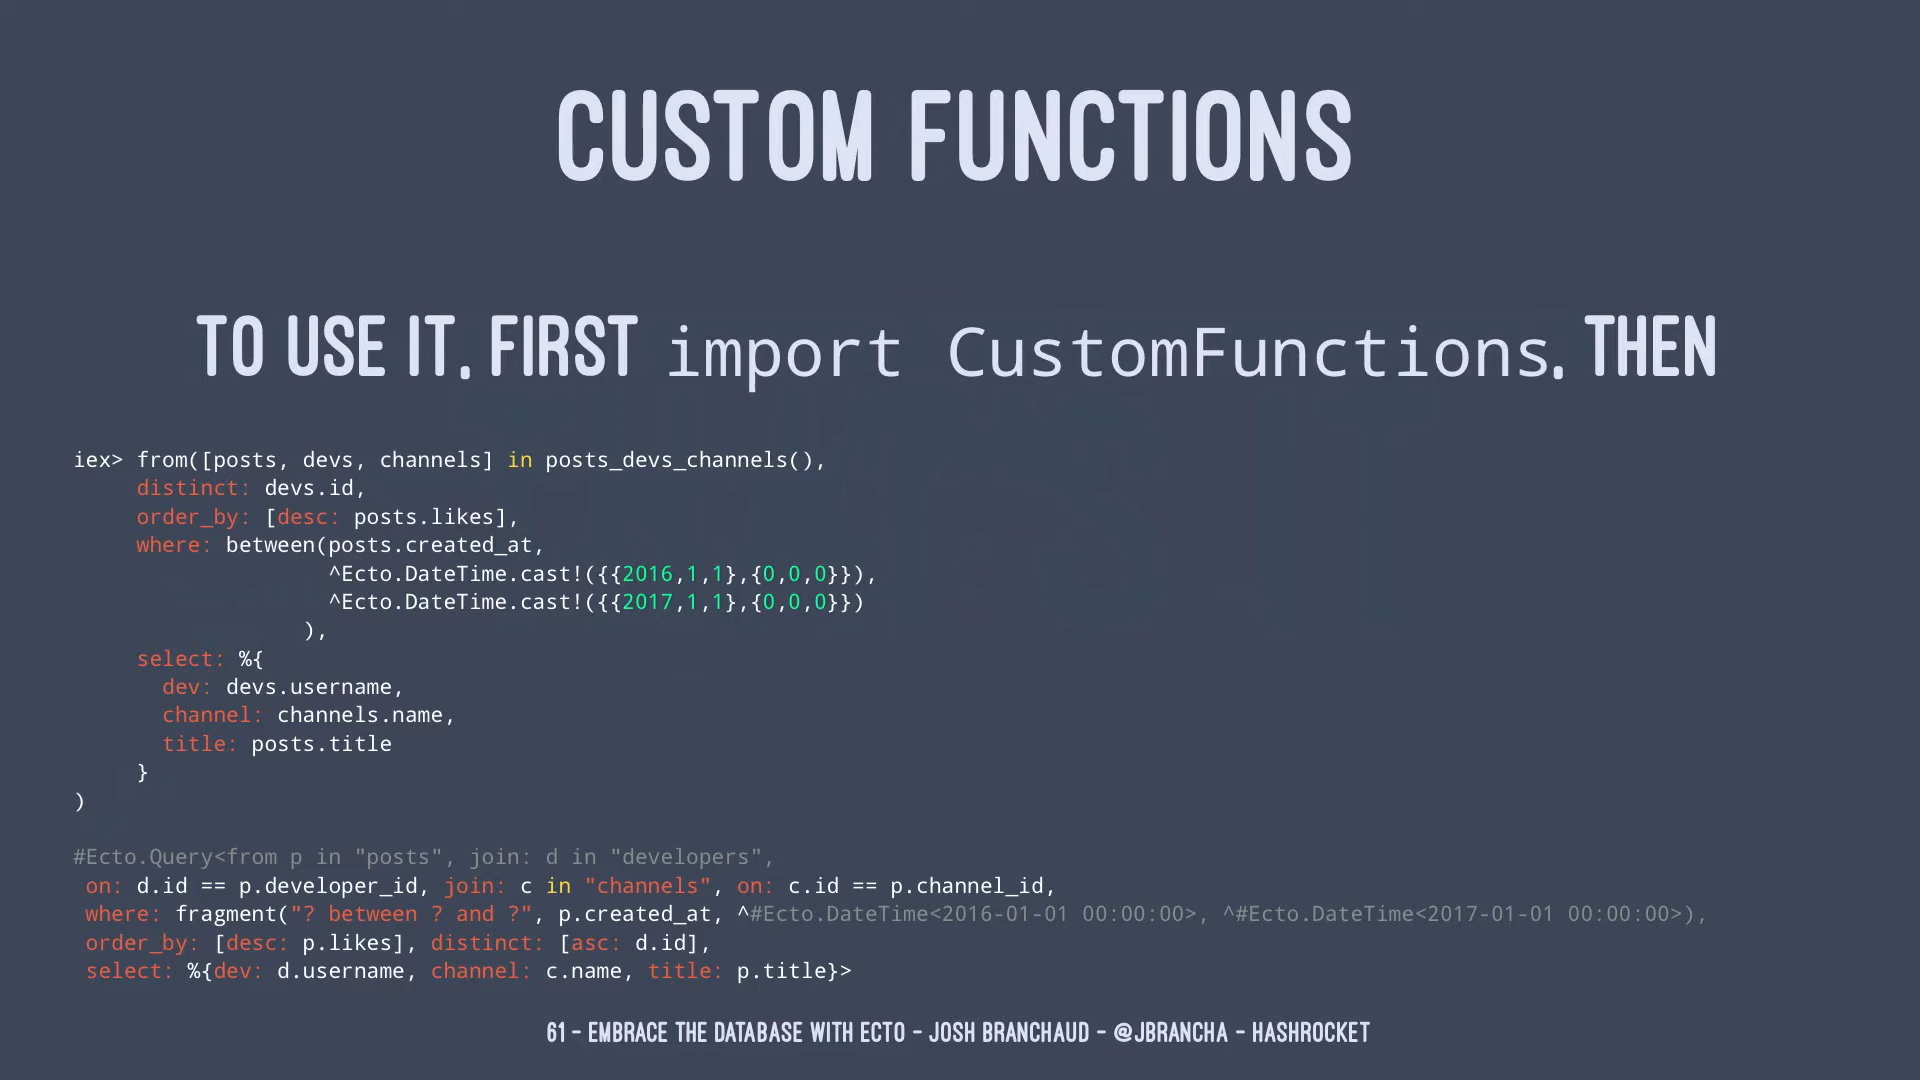 CUSTOM FUNCTIONS
TO USE IT, FIRST import CustomFunctions, THEN
iex> from([posts, devs, channels] in posts_devs_channels(),
     distinct: devs.id,
     order_by: [desc: posts.likes],
     where: between(posts.created_at,
                    ^Ecto.DateTime.cast!({{2016,1,1},{0,0,0}}),
                    ^Ecto.DateTime.cast!({{2017,1,1},{0,0,0}})
                  ),
     select: %{
       dev: devs.username,
       channel: channels.name,
       title: posts.title
     }
)
#Ecto.Query<from p in "posts", join: d in "developers",
 on: d.id == p.developer_id, join: c in "channels", on: c.id == p.channel_id,
 where: fragment("? between ? and ?", p.created_at, ^#Ecto.DateTime<2016-01-01 00:00:00>, ^#Ecto.DateTime<2017-01-01 00:00:00>),
 order_by: [desc: p.likes], distinct: [asc: d.id],
 select: %{dev: d.username, channel: c.name, title: p.title}>
61 - EMBRACE THE DATABASE WITH ECTO - JOSH BRANCHAUD - @JBRANCHA - HASHROCKET